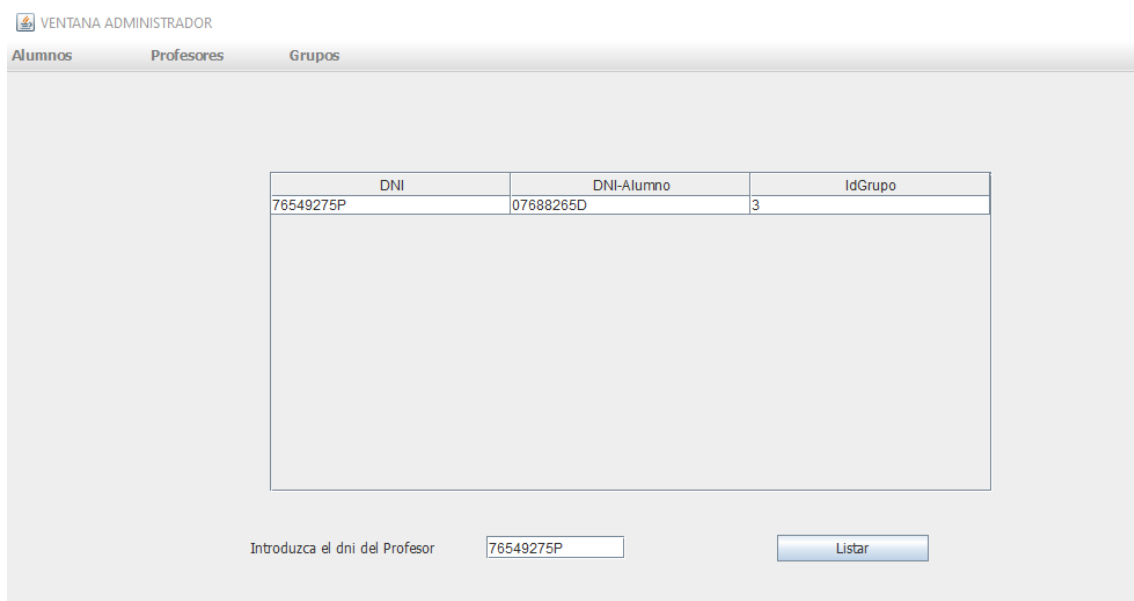 VENTANA ADMINISTRADOR
Alumnos Profesores Grupos
DNI DNI-Alumno IdGrupo
76549275P 07688265D 3
Introduzca el dni del Profesor 76549275P Listar